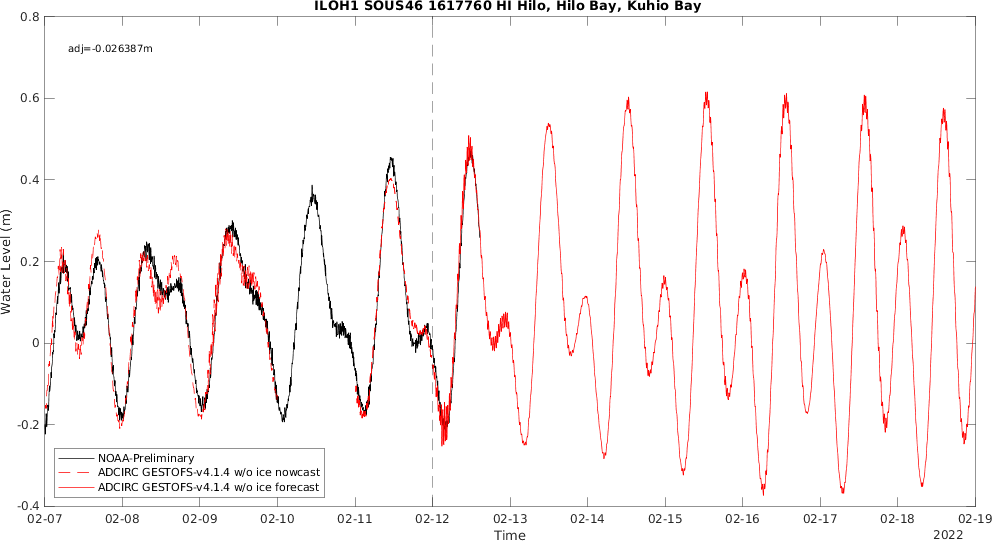 ILOH1 SOUS46 1617760 HI Hilo, Hilo Bay, Kuhio Bay
adj=-0.026387m
Water Level (m)
0.8
0.6
0.4
0.2
0
-0.2
-0.4
NOAA-Preliminary
ADCIRC GESTOFS-v4.1.4 w/o ice nowcast
ADCIRC GESTOFS-v4.1.4 w/o ice forecast
02-07 02-08 02-09 02-10 02-11 02-12 02-13 02-14 02-15 02-16 02-17 02-18 02-19
Time
2022